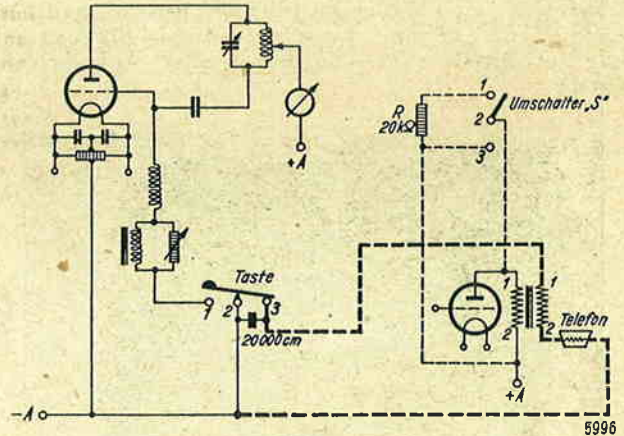 +A
R
20kΩ
1
2
3
Umschalter „S"
Taste
1
2
3
20000cm
1
2
1
2
Telefon
+A
-A
5996